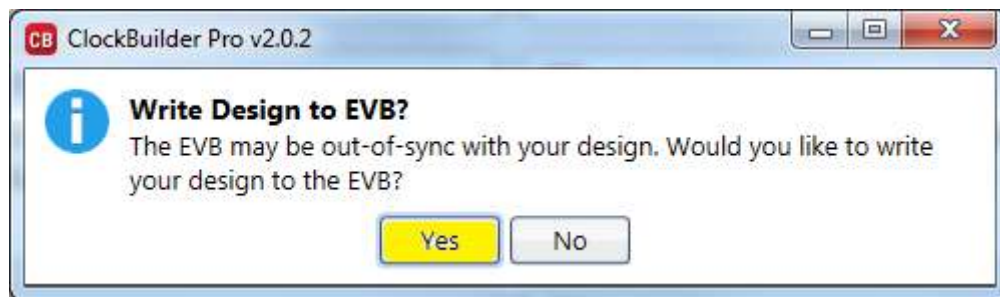 CB ClockBuilder Pro v2.0.2
Write Design to EVB?
The EVB may be out-of-sync with your design. Would you like to write
your design to the EVB?
Yes No